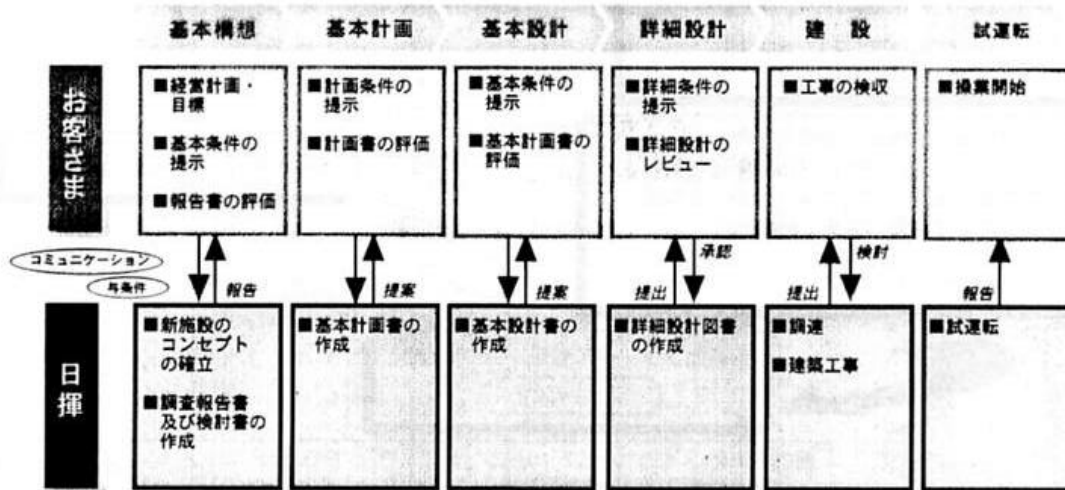 基本構想
基本計画
基本設計
詳細設計
建設
試運転
お客さま
■経営計画・
目標
■基本条件の
提示
■報告書の評価
■計画条件の
提示
■計画書の評価
■基本条件の
提示
■基本計画書の
評価
■詳細条件の
提示
■詳細設計の
レビュー
■工事の検収
■操業開始
コミュニケーション
与条件
報告
提案
提案
提出
承認
提出
検討
報告
日揮
■新施設の
コンセプト
の確立
■調査報告書
及び検討書の
作成
■基本計画書の
作成
■基本設計書の
作成
■詳細設計図書
の作成
■調達
■建築工事
■試運転